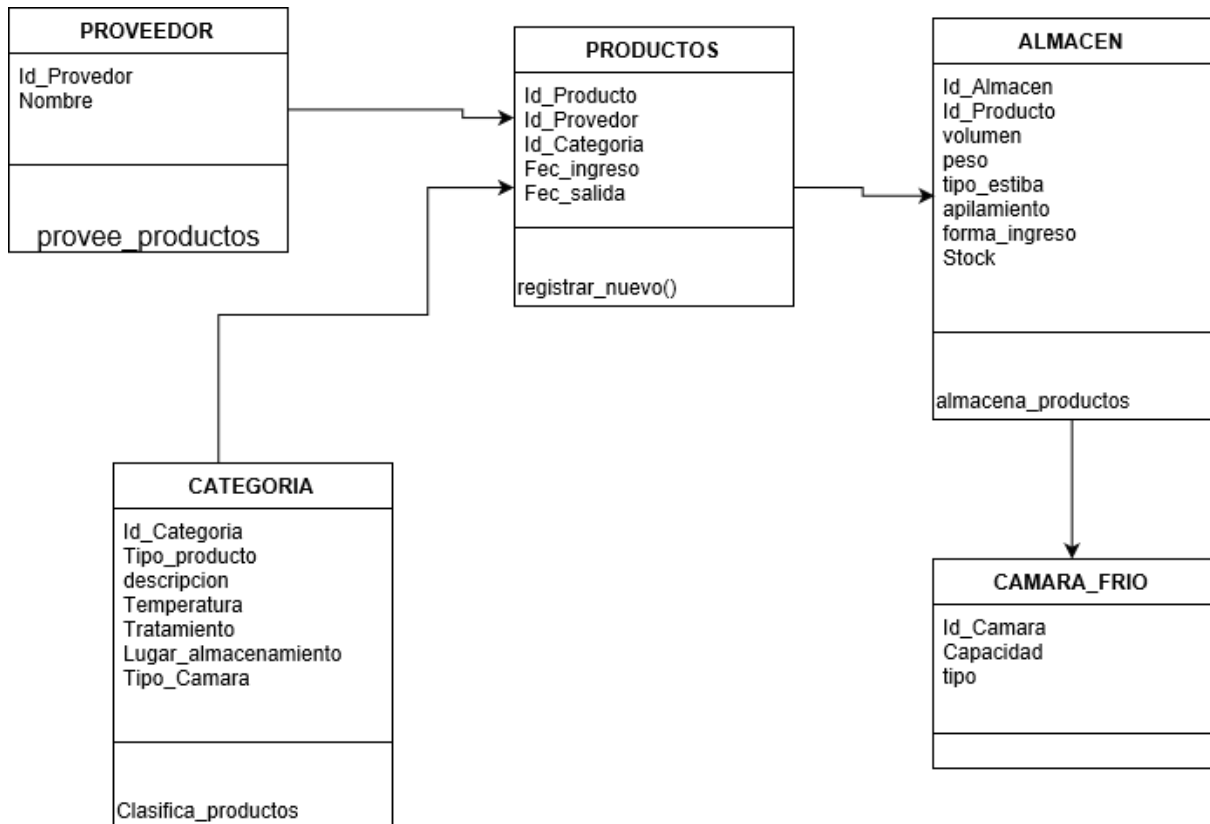 PROVEEDOR
Id_Provedor
Nombre
provee_productos
PRODUCTOS
Id_Producto
Id_Provedor
Id_Categoria
Fec_ingreso
Fec_salida
registrar_nuevo()
ALMACEN
Id_Almacen
Id_Producto
volumen
peso
tipo_estiba
apilamiento
forma_ingreso
Stock
almacena_productos
CATEGORIA
Id_Categoria
Tipo_producto
descripcion
Temperatura
Tratamiento
Lugar_almacenamiento
Tipo_Camara
Clasifica_productos
CAMARA_FRIO
Id_Camara
Capacidad
tipo